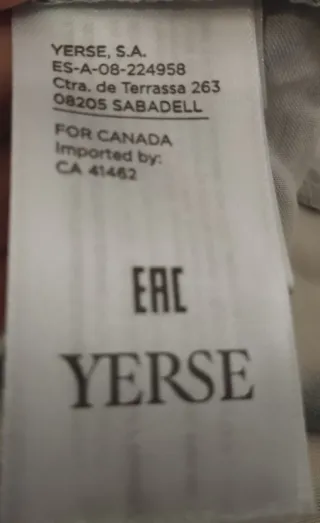 YERSE, S.A.
ES-A-08-224958
Ctra. de Terrassa 263
08205 SABADELL
FOR CANADA
Imported by:
CA 41462
EAC
YERSE